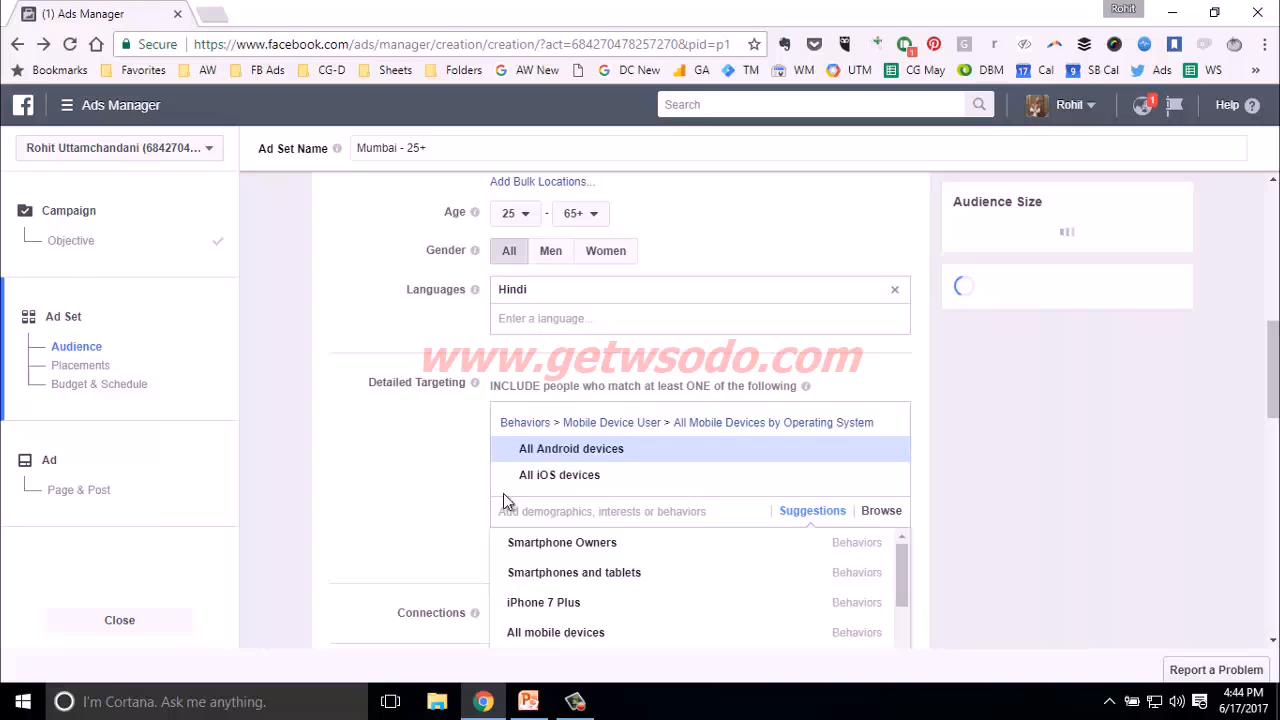 Rohit
(1) Ads Manager
Secure https://www.facebook.com/ads/manager/creation/creation/?act=684270478257270&pid=p1
Bookmarks Favorites AW FB Ads CG-D Sheets Folders AW New DC New GA TM WM UTM CG May DBM Cal SB Cal Ads WS »
Ads Manager Search Rohit 1 Help
Rohit Uttamchandani (6842704... Ad Set Name Mumbai - 25+
Add Bulk Locations...
Audience Size
Campaign
Objective
Age 25 - 65+
Gender All Men Women
Languages Hindi
Enter a language...
Ad Set
Audience
Placements
Budget & Schedule
www.getwsodo.com
Detailed Targeting INCLUDE people who match at least ONE of the following
Behaviors > Mobile Device User > All Mobile Devices by Operating System
All Android devices
All iOS devices
Add demographics, interests or behaviors Suggestions Browse
Ad
Page & Post
Smartphone Owners Behaviors
Smartphones and tablets Behaviors
iPhone 7 Plus Behaviors
All mobile devices Behaviors
Connections
Close
Report a Problem
I'm Cortana. Ask me anything.
4:44 PM
6/17/2017